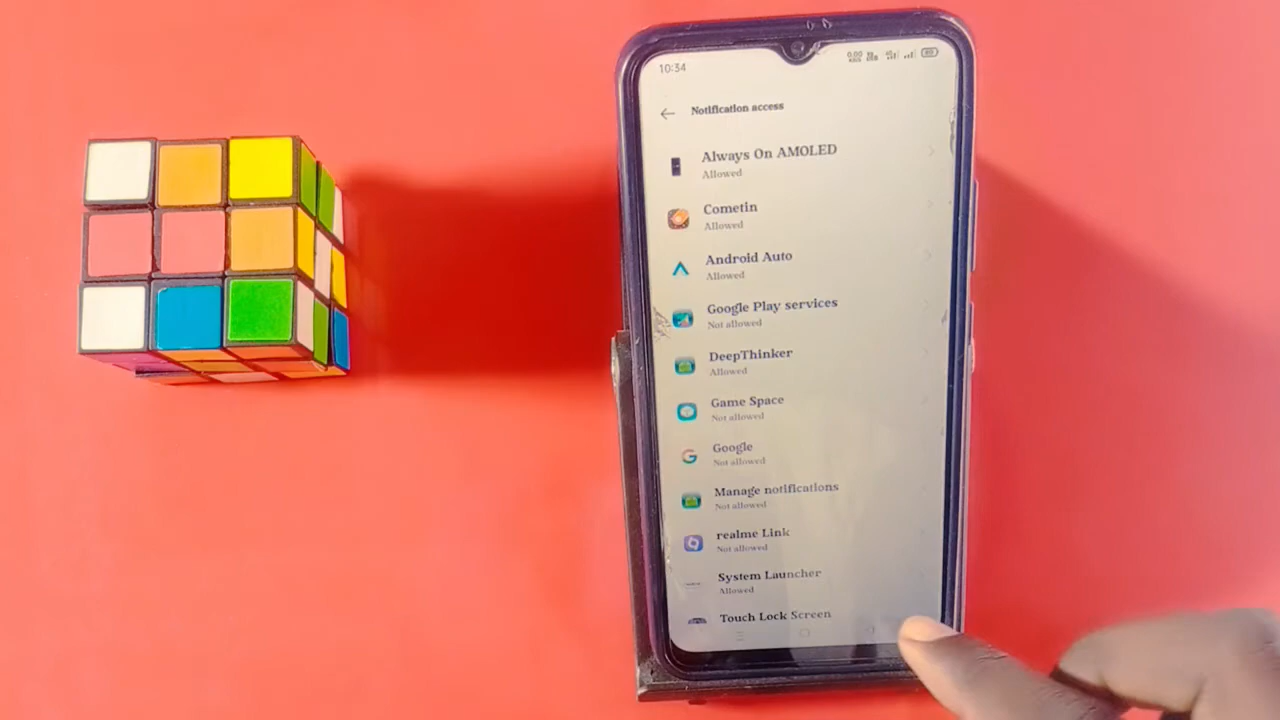 10:34
Notification access
Always On AMOLED
Allowed
Cometin
Allowed
Android Auto
Allowed
Google Play services
Not allowed
DeepThinker
Allowed
Game Space
Not allowed
Google
Not allowed
Manage notifications
Not allowed
realme Link
Not allowed
System Launcher
Allowed
Touch Lock Screen